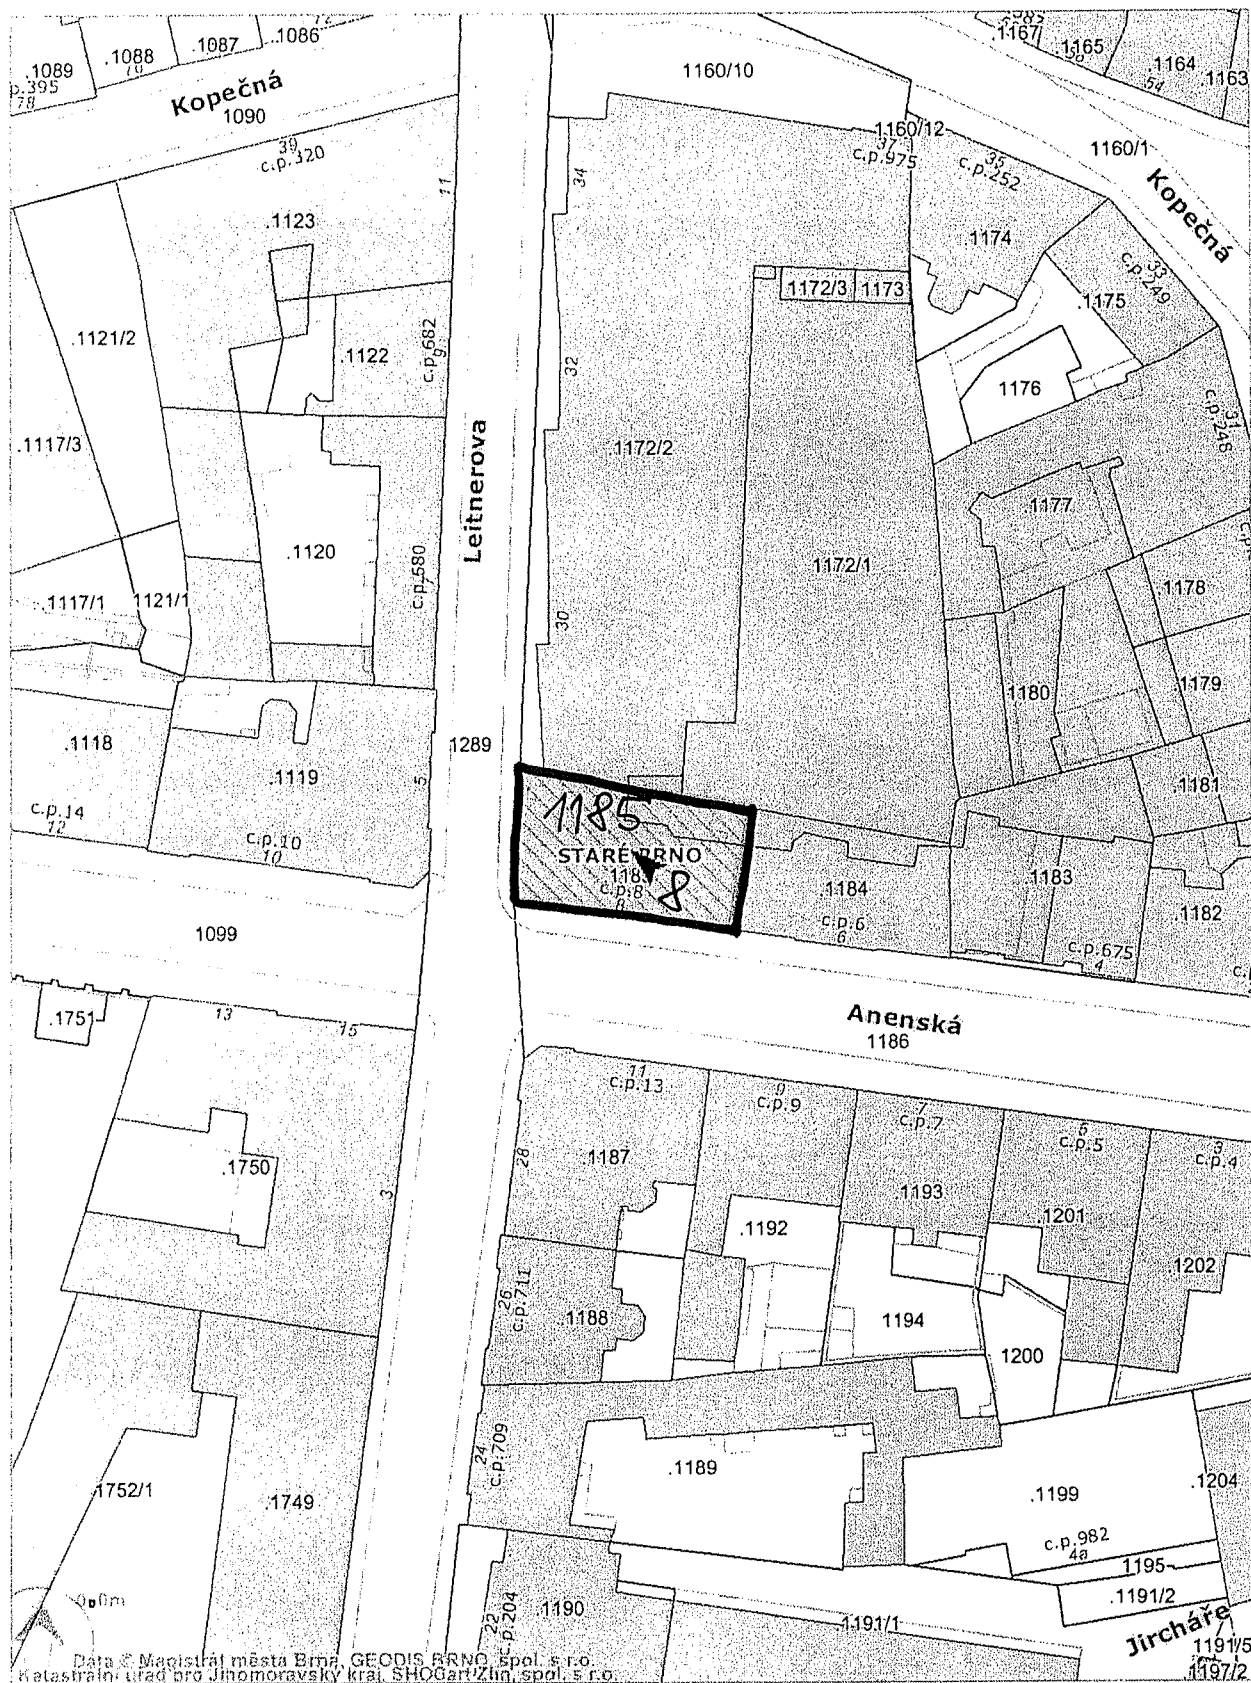 .1089
p.395
78
.1088
.1087
.1086
Kopečná
1090
39
c.p.320
11
.1123
1160/10
1167
1165
1164
.1163
54
1160/12
37
c.p.975
1160/1
35
c.p.252
Kopečná
34
.1174
33
c.p.249
.1175
1172/3
1173
.1121/2
.1122
c.p.682
9
32
1176
31
c.p.248
.1117/3
Leitnerova
.1172/2
.1177
.1120
c.p.580
7
1172/1
.1117/1
1121/1
30
.1178
.1180
.1179
.1118
1289
.1119
5
.1181
c.p.14
12
c.p.10
10
1185
STARÉ BRNO
c.p.8
8
8
.1184
c.p.6
6
.1183
.1182
c.p.675
4
1099
.1751
13
15
Anenská
1186
11
c.p.13
9
c.p.9
7
c.p.7
5
c.p.5
3
c.p.4
28
.1187
.1750
3
.1193
.1192
.1201
.1202
26
c.p.711
.1188
1194
1200
24
c.p.709
.1189
.1752/1
.1749
.1199
.1204
c.p.982
4a
1195
.1191/2
22
c.p.204
.1190
.1191/1
Jircháře
1191/5
1197/2
0.0m
Data © Magistrát města Brna, GEODIS BRNO, spol. s r.o.
Katastrální úřad pro Jihomoravský kraj, SHOCart Zlín, spol. s r.o.